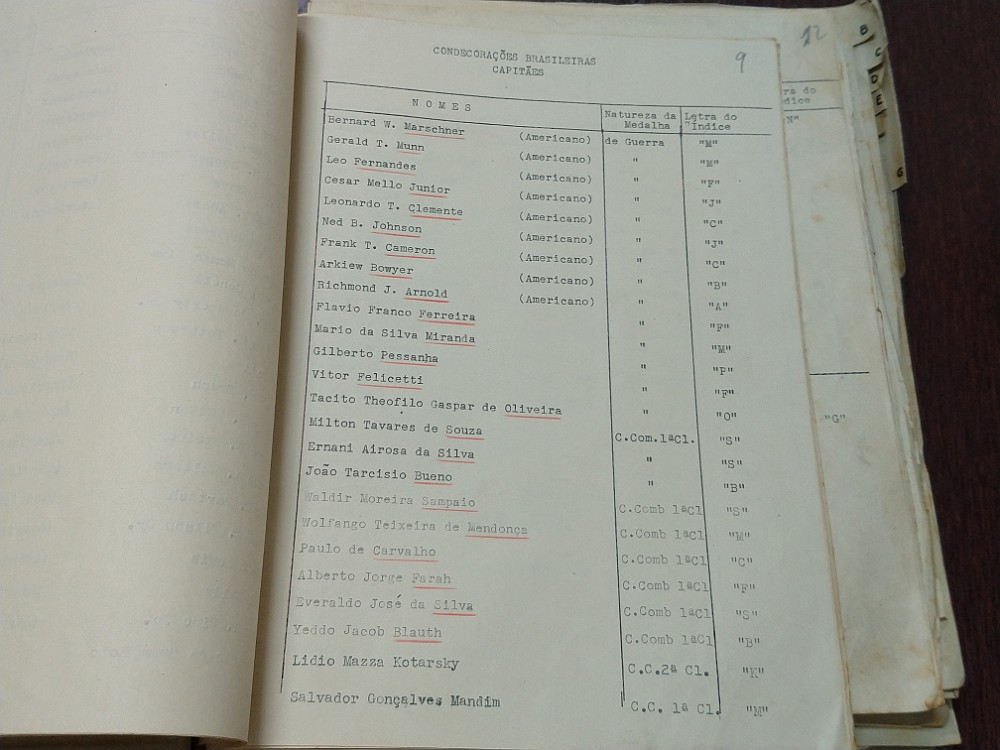 CONDECORAÇÕES BRASILEIRAS
CAPITÃES
9
N O M E S Natureza da Medalha Letra do Índice
Bernard W. Marschner (Americano) de Guerra "M"
Gerald T. Munn (Americano) " "M"
Leo Fernandes (Americano) " "F"
Cesar Mello Junior (Americano) " "J"
Leonardo T. Clemente (Americano) " "C"
Ned B. Johnson (Americano) " "J"
Frank T. Cameron (Americano) " "C"
Arkiew Bowyer (Americano) " "B"
Richmond J. Arnold (Americano) " "A"
Flavio Franco Ferreira " "F"
Mario da Silva Miranda " "M"
Gilberto Pessanha " "P"
Vitor Felicetti " "F"
Tacito Theofilo Gaspar de Oliveira " "O"
Milton Tavares de Souza C.Com.1ªCl. "S"
Ernani Airosa da Silva " "S"
João Tarcisio Bueno " "B"
Waldir Moreira Sampaio C.Comb 1ªCl "S"
Wolfango Teixeira de Mendonça C.Comb 1ªCl "M"
Paulo de Carvalho C.Comb 1ªCl "C"
Alberto Jorge Farah C.Comb 1ªCl "F"
Everaldo José da Silva C.Comb 1ªCl "S"
Yeddo Jacob Blauth C.Comb 1ªCl "B"
Lidio Mazza Kotarsky C.C.2ª Cl. "K"
Salvador Gonçalves Mandim C.C. 1ª Cl. "M"
12
ra do
dice
"G"
B
C
D
E
G